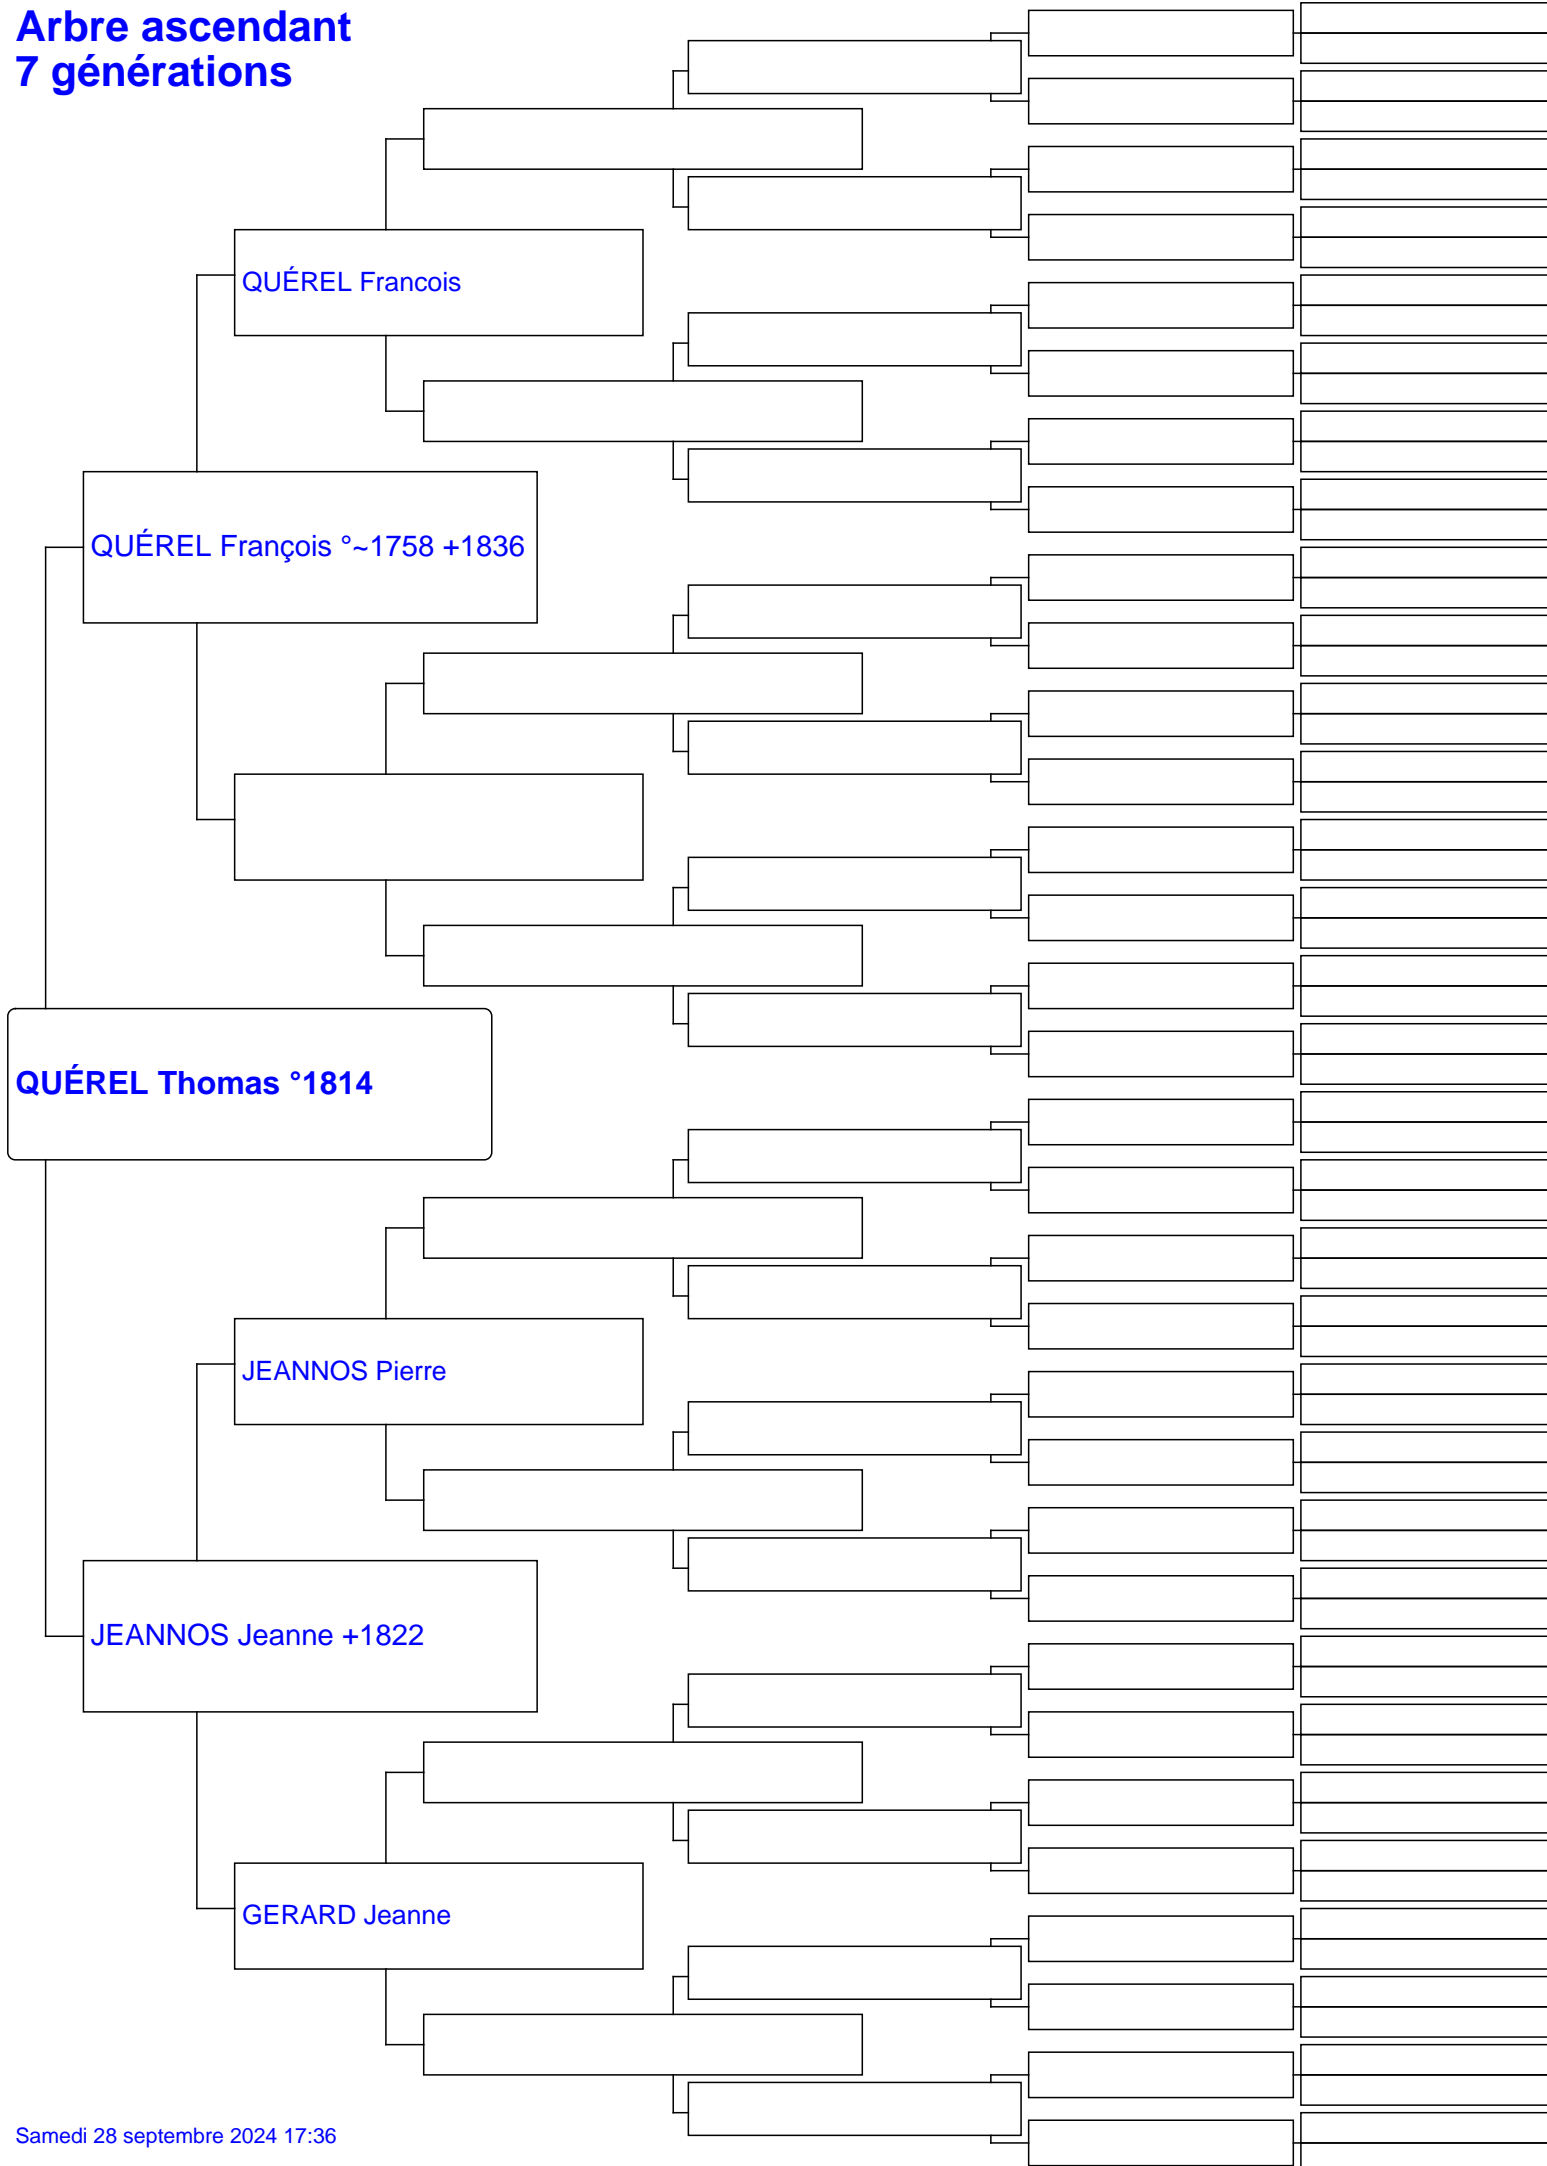 Arbre ascendant
7 générations
QUÉREL Francois
QUÉREL François °~1758 +1836
QUÉREL Thomas °1814
JEANNOS Pierre
JEANNOS Jeanne +1822
GERARD Jeanne
Samedi 28 septembre 2024 17:36